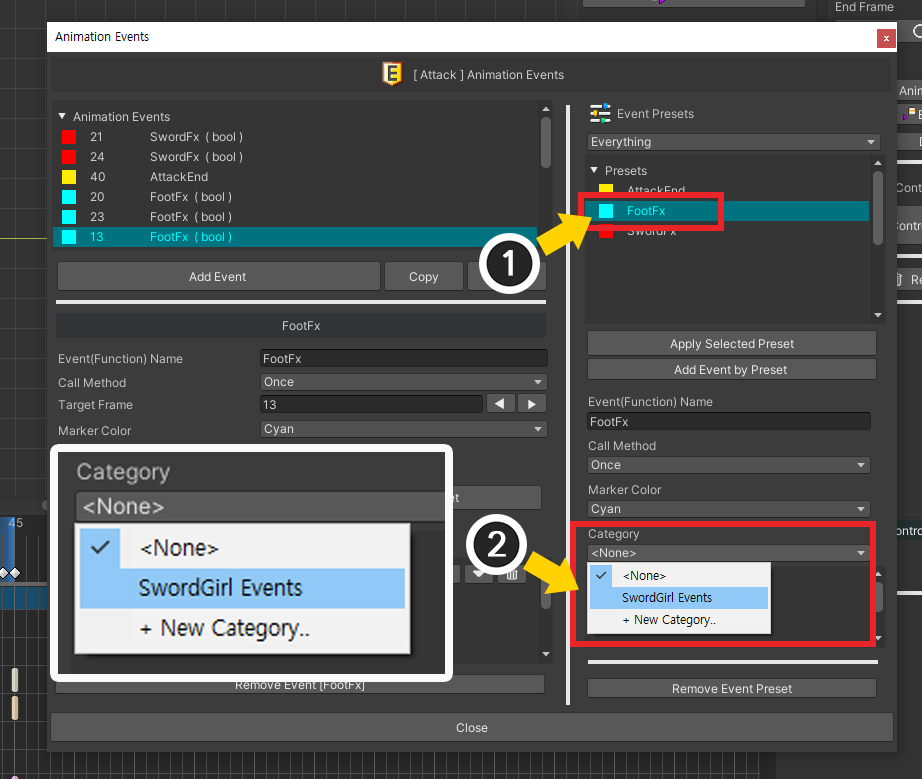 End Frame
Animation Events
x
[ Attack ] Animation Events
Animation Events
21 SwordFx ( bool )
24 SwordFx ( bool )
40 AttackEnd
20 FootFx ( bool )
23 FootFx ( bool )
13 FootFx ( bool )
Add Event
Copy
FootFx
Event(Function) Name
FootFx
Call Method
Once
Target Frame
13
Marker Color
Cyan
Category
<None>
<None>
SwordGirl Events
+ New Category..
Remove Event [FootFx]
Event Presets
Everything
Presets
AttackEnd
FootFx
SwordFx
1
Apply Selected Preset
Add Event by Preset
Event(Function) Name
FootFx
Call Method
Once
Marker Color
Cyan
Category
<None>
2
<None>
SwordGirl Events
+ New Category..
Remove Event Preset
Close
45